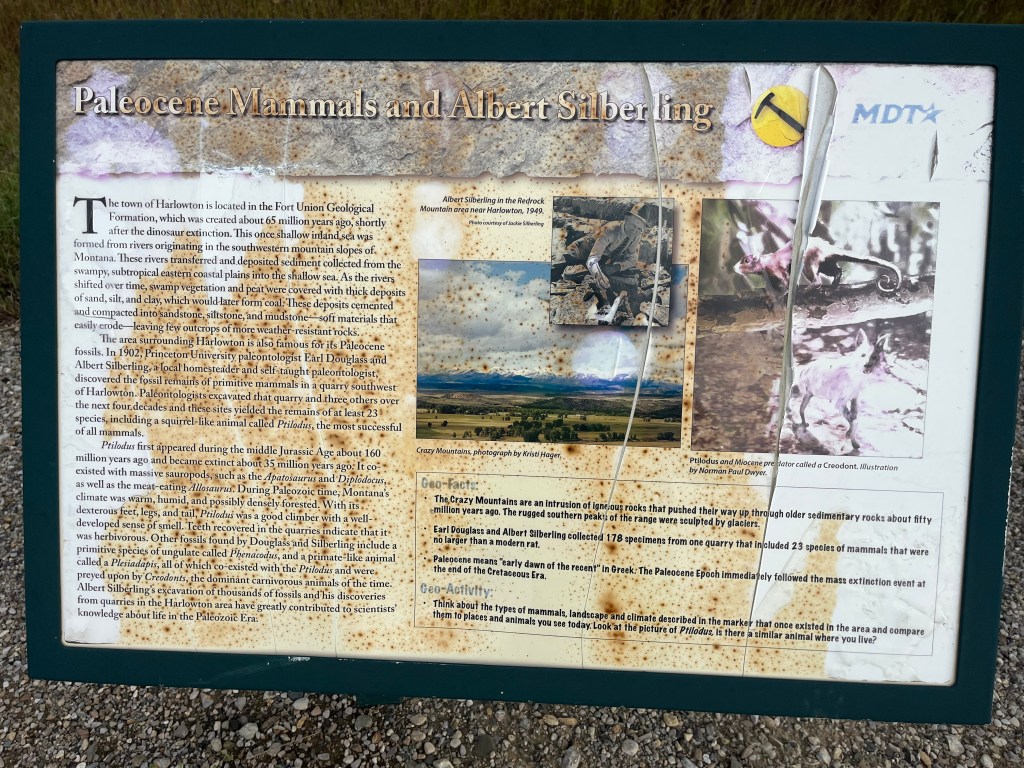 Paleocene Mammals and Albert Silberling
MDT
The town of Harlowton is located in the Fort Union Geological
Formation, which was created about 65 million years ago, shortly
after the dinosaur extinction. This once shallow inland sea was
formed from rivers originating in the southwestern mountain slopes of
Montana. These rivers transferred and deposited sediment collected from the
swampy, subtropical eastern coastal plains into the shallow sea. As the rivers
shifted over time, swamp vegetation and peat were covered with thick deposits
of sand, silt, and clay, which would later form coal. These deposits cemented
and compacted into sandstone, siltstone, and mudstone—soft materials that
easily erode—leaving few outcrops of more weather-resistant rocks.
The area surrounding Harlowton is also famous for its Paleocene
fossils. In 1902, Princeton University paleontologist Earl Douglass and
Albert Silberling, a local homesteader and self-taught paleontologist,
discovered the fossil remains of primitive mammals in a quarry southwest
of Harlowton. Paleontologists excavated that quarry and three others over
the next four decades and these sites yielded the remains of at least 23
species, including a squirrel-like animal called Ptilodus, the most successful
of all mammals.
Ptilodus first appeared during the middle Jurassic Age about 160
million years ago and became extinct about 35 million years ago. It co-
existed with massive sauropods, such as the Apatosaurus and Diplodocus,
as well as the meat-eating Allosaurus. During Paleozoic time, Montana's
climate was warm, humid, and possibly densely forested. With its
dexterous feet, legs, and tail, Ptilodus was a good climber with a well-
developed sense of smell. Teeth recovered in the quarries indicate that it
was herbivorous. Other fossils found by Douglass and Silberling include a
primitive species of ungulate called Phenacodus, and a primate-like animal
called a Plesiadapis, all of which co-existed with the Ptilodus and were
preyed upon by Creodonts, the dominant carnivorous animals of the time.
Albert Silberling's excavation of thousands of fossils and his discoveries
from quarries in the Harlowton area have greatly contributed to scientists'
knowledge about life in the Paleozoic Era.
Albert Silberling in the Redrock
Mountain area near Harlowton, 1949.
Photo courtesy of Jackie Silberling
Crazy Mountains, photograph by Kristi Hager.
Ptilodus and Miocene predator called a Creodont. Illustration
by Norman Paul Dwyer.
Geo-Facts:
• The Crazy Mountains are an intrusion of igneous rocks that pushed their way up through older sedimentary rocks about fifty
million years ago. The rugged southern peaks of the range were sculpted by glaciers.
• Earl Douglass and Albert Silberling collected 178 specimens from one quarry that included 23 species of mammals that were
no larger than a modern rat.
• Paleocene means "early dawn of the recent" in Greek. The Paleocene Epoch immediately followed the mass extinction event at
the end of the Cretaceous Era.
Geo-Activity:
• Think about the types of mammals, landscape and climate described in the marker that once existed in the area and compare
them to places and animals you see today. Look at the picture of Ptilodus, is there a similar animal where you live?